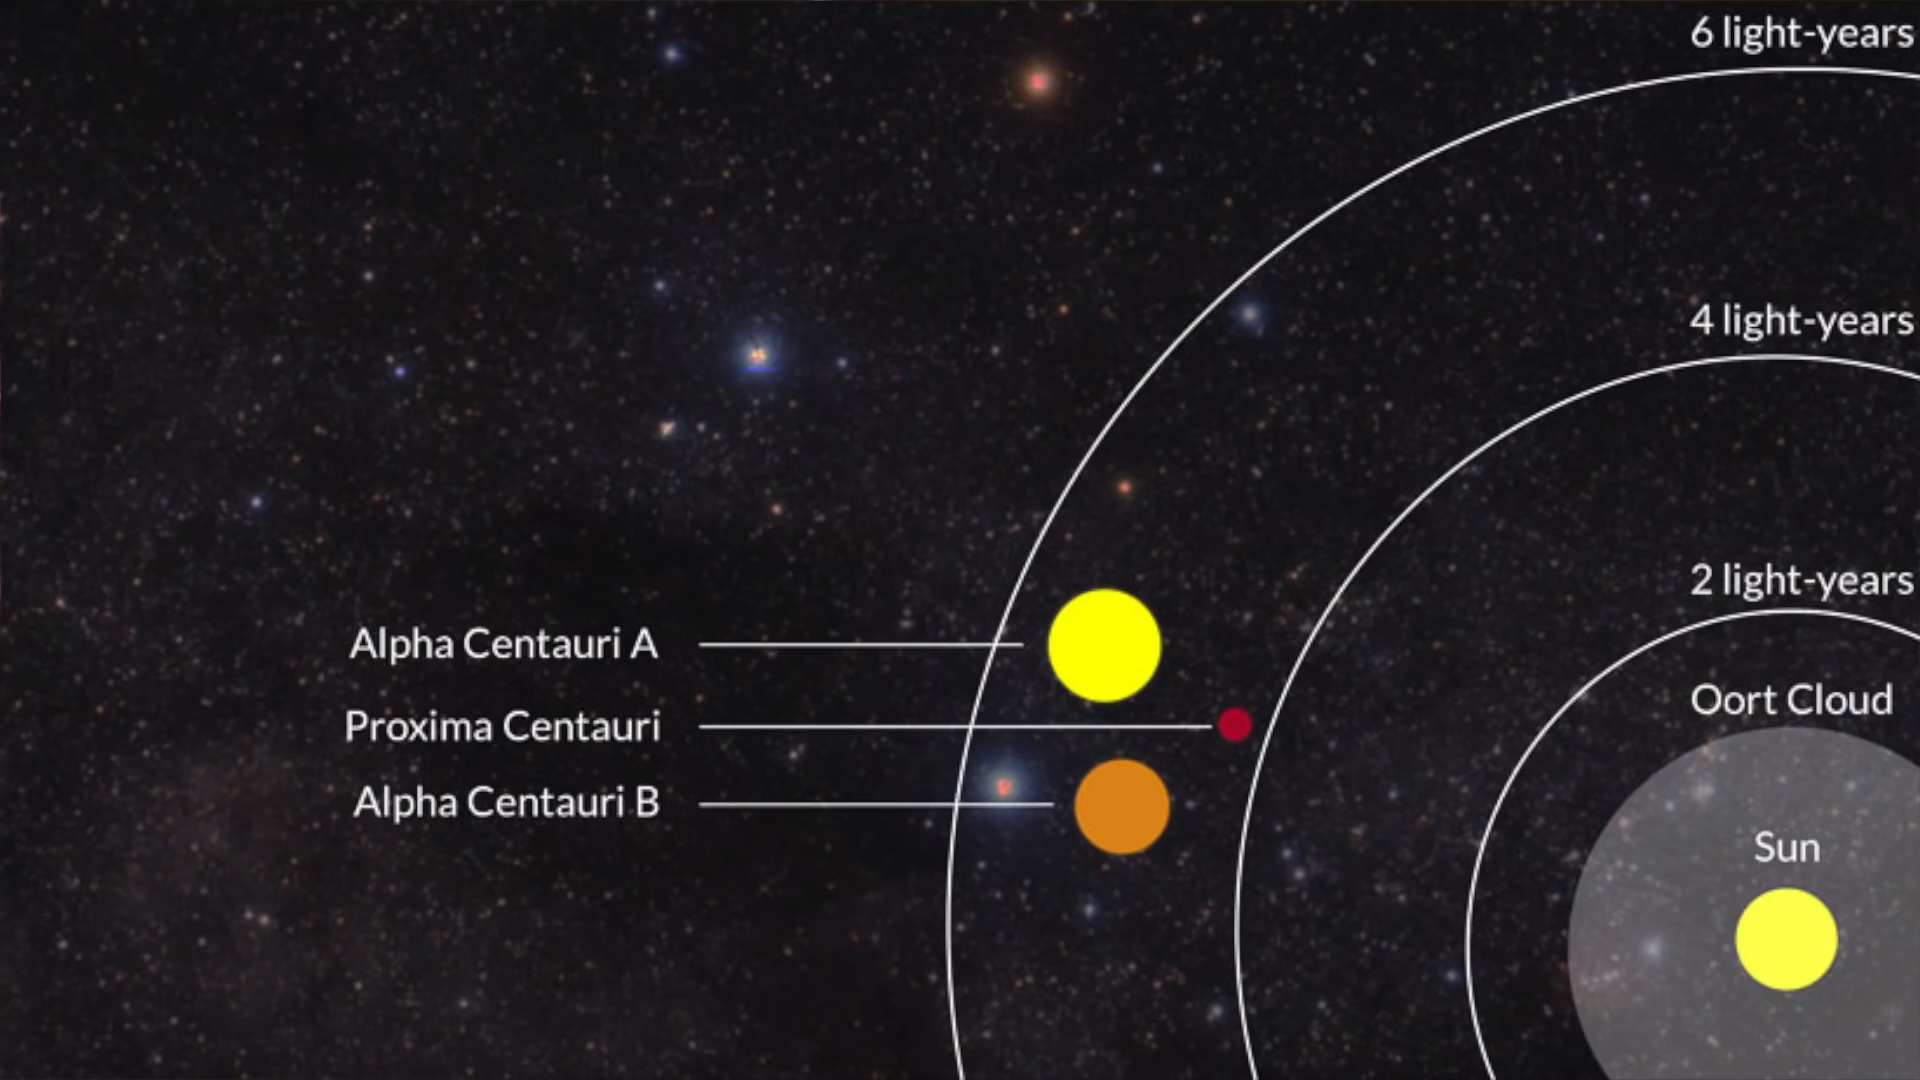 6 light-years
4 light-years
2 light-years
Alpha Centauri A
Oort Cloud
Proxima Centauri
Alpha Centauri B
Sun